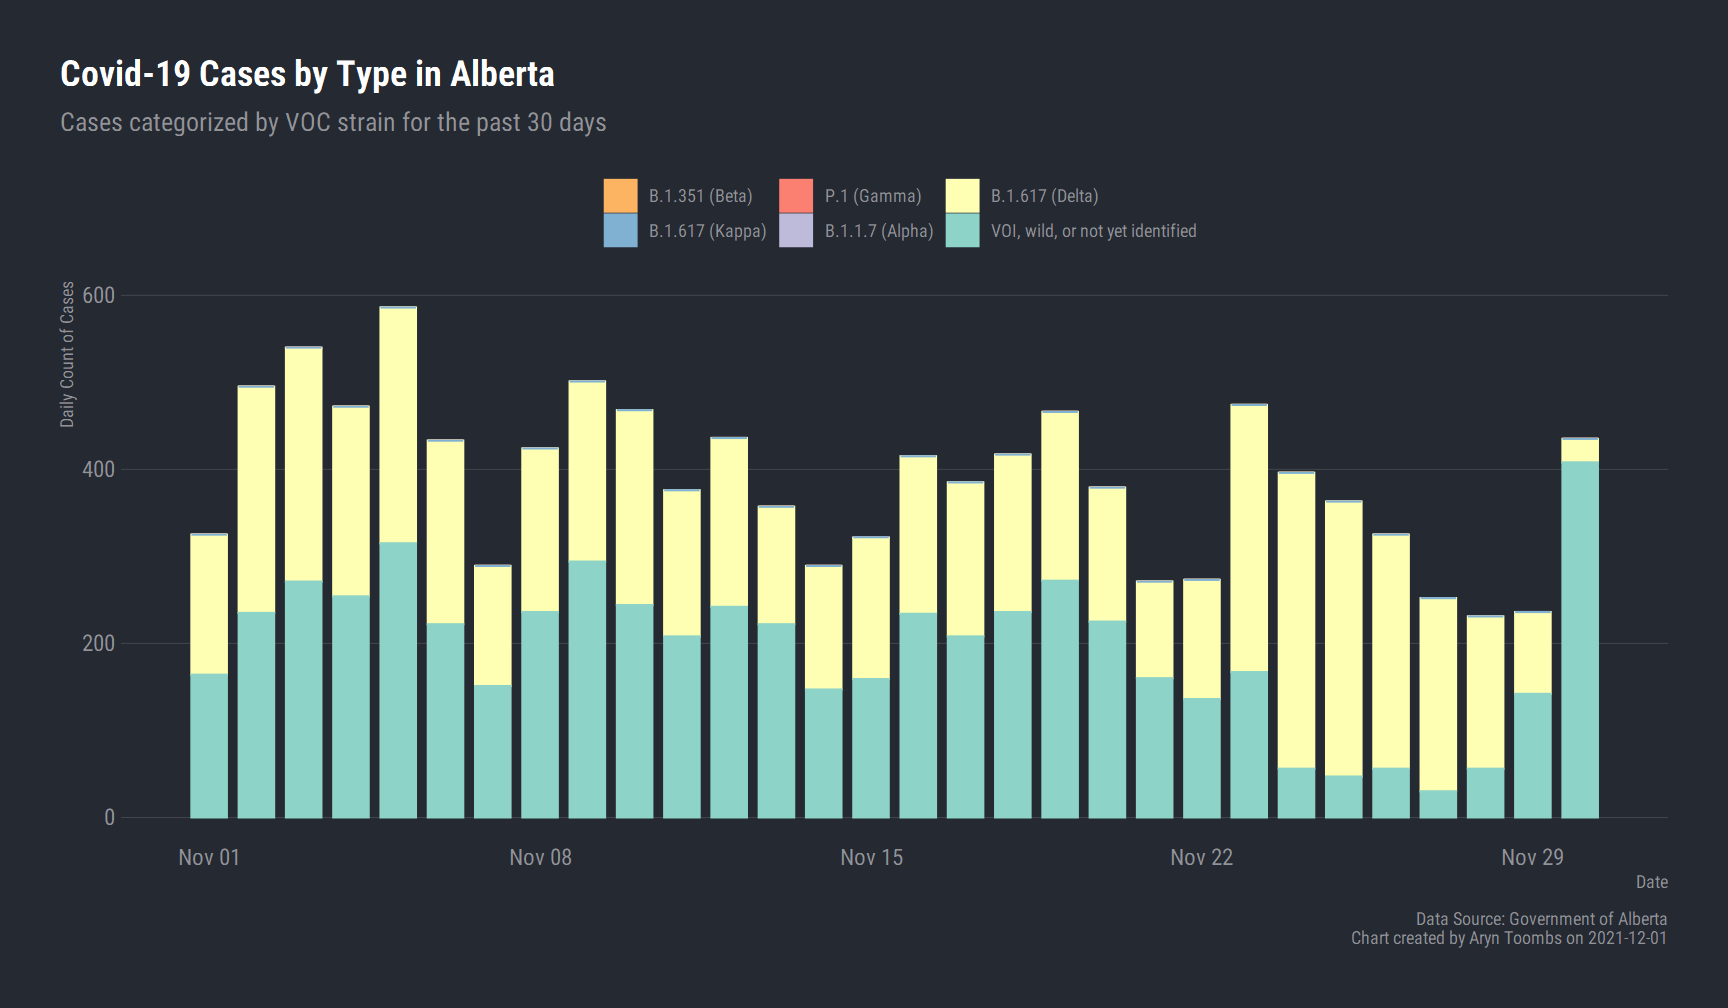 Covid-19 Cases by Type in Alberta
Cases categorized by VOC strain for the past 30 days
B.1.351 (Beta) P.1 (Gamma) B.1.617 (Delta)
B.1.617 (Kappa) B.1.1.7 (Alpha) VOI, wild, or not yet identified
Daily Count of Cases
600
400
200
0
Nov 01 Nov 08 Nov 15 Nov 22 Nov 29
Date
Data Source: Government of Alberta
Chart created by Aryn Toombs on 2021-12-01